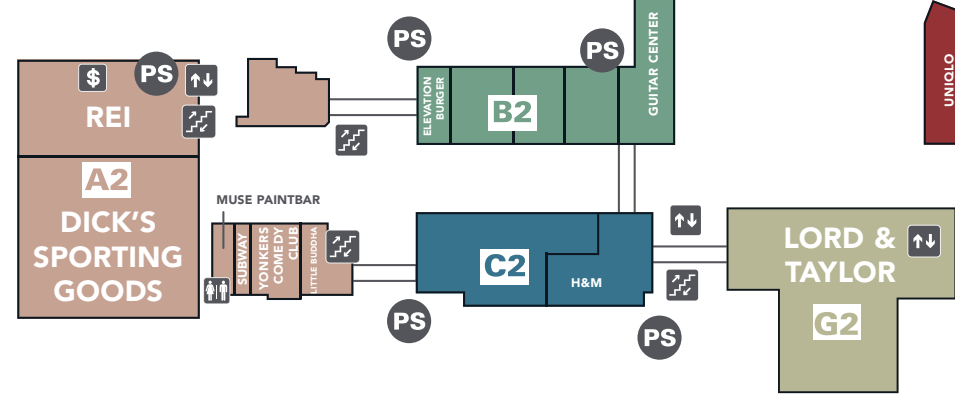 PS
PS
$
PS
REI
ELEVATION
BURGER
B2
GUITAR CENTER
UNIQLO
A2
DICK'S
SPORTING
GOODS
MUSE PAINTBAR
SUBWAY
YONKERS
COMEDY
CLUB
LITTLE BUDDHA
C2
H&M
LORD &
TAYLOR
G2
PS
PS